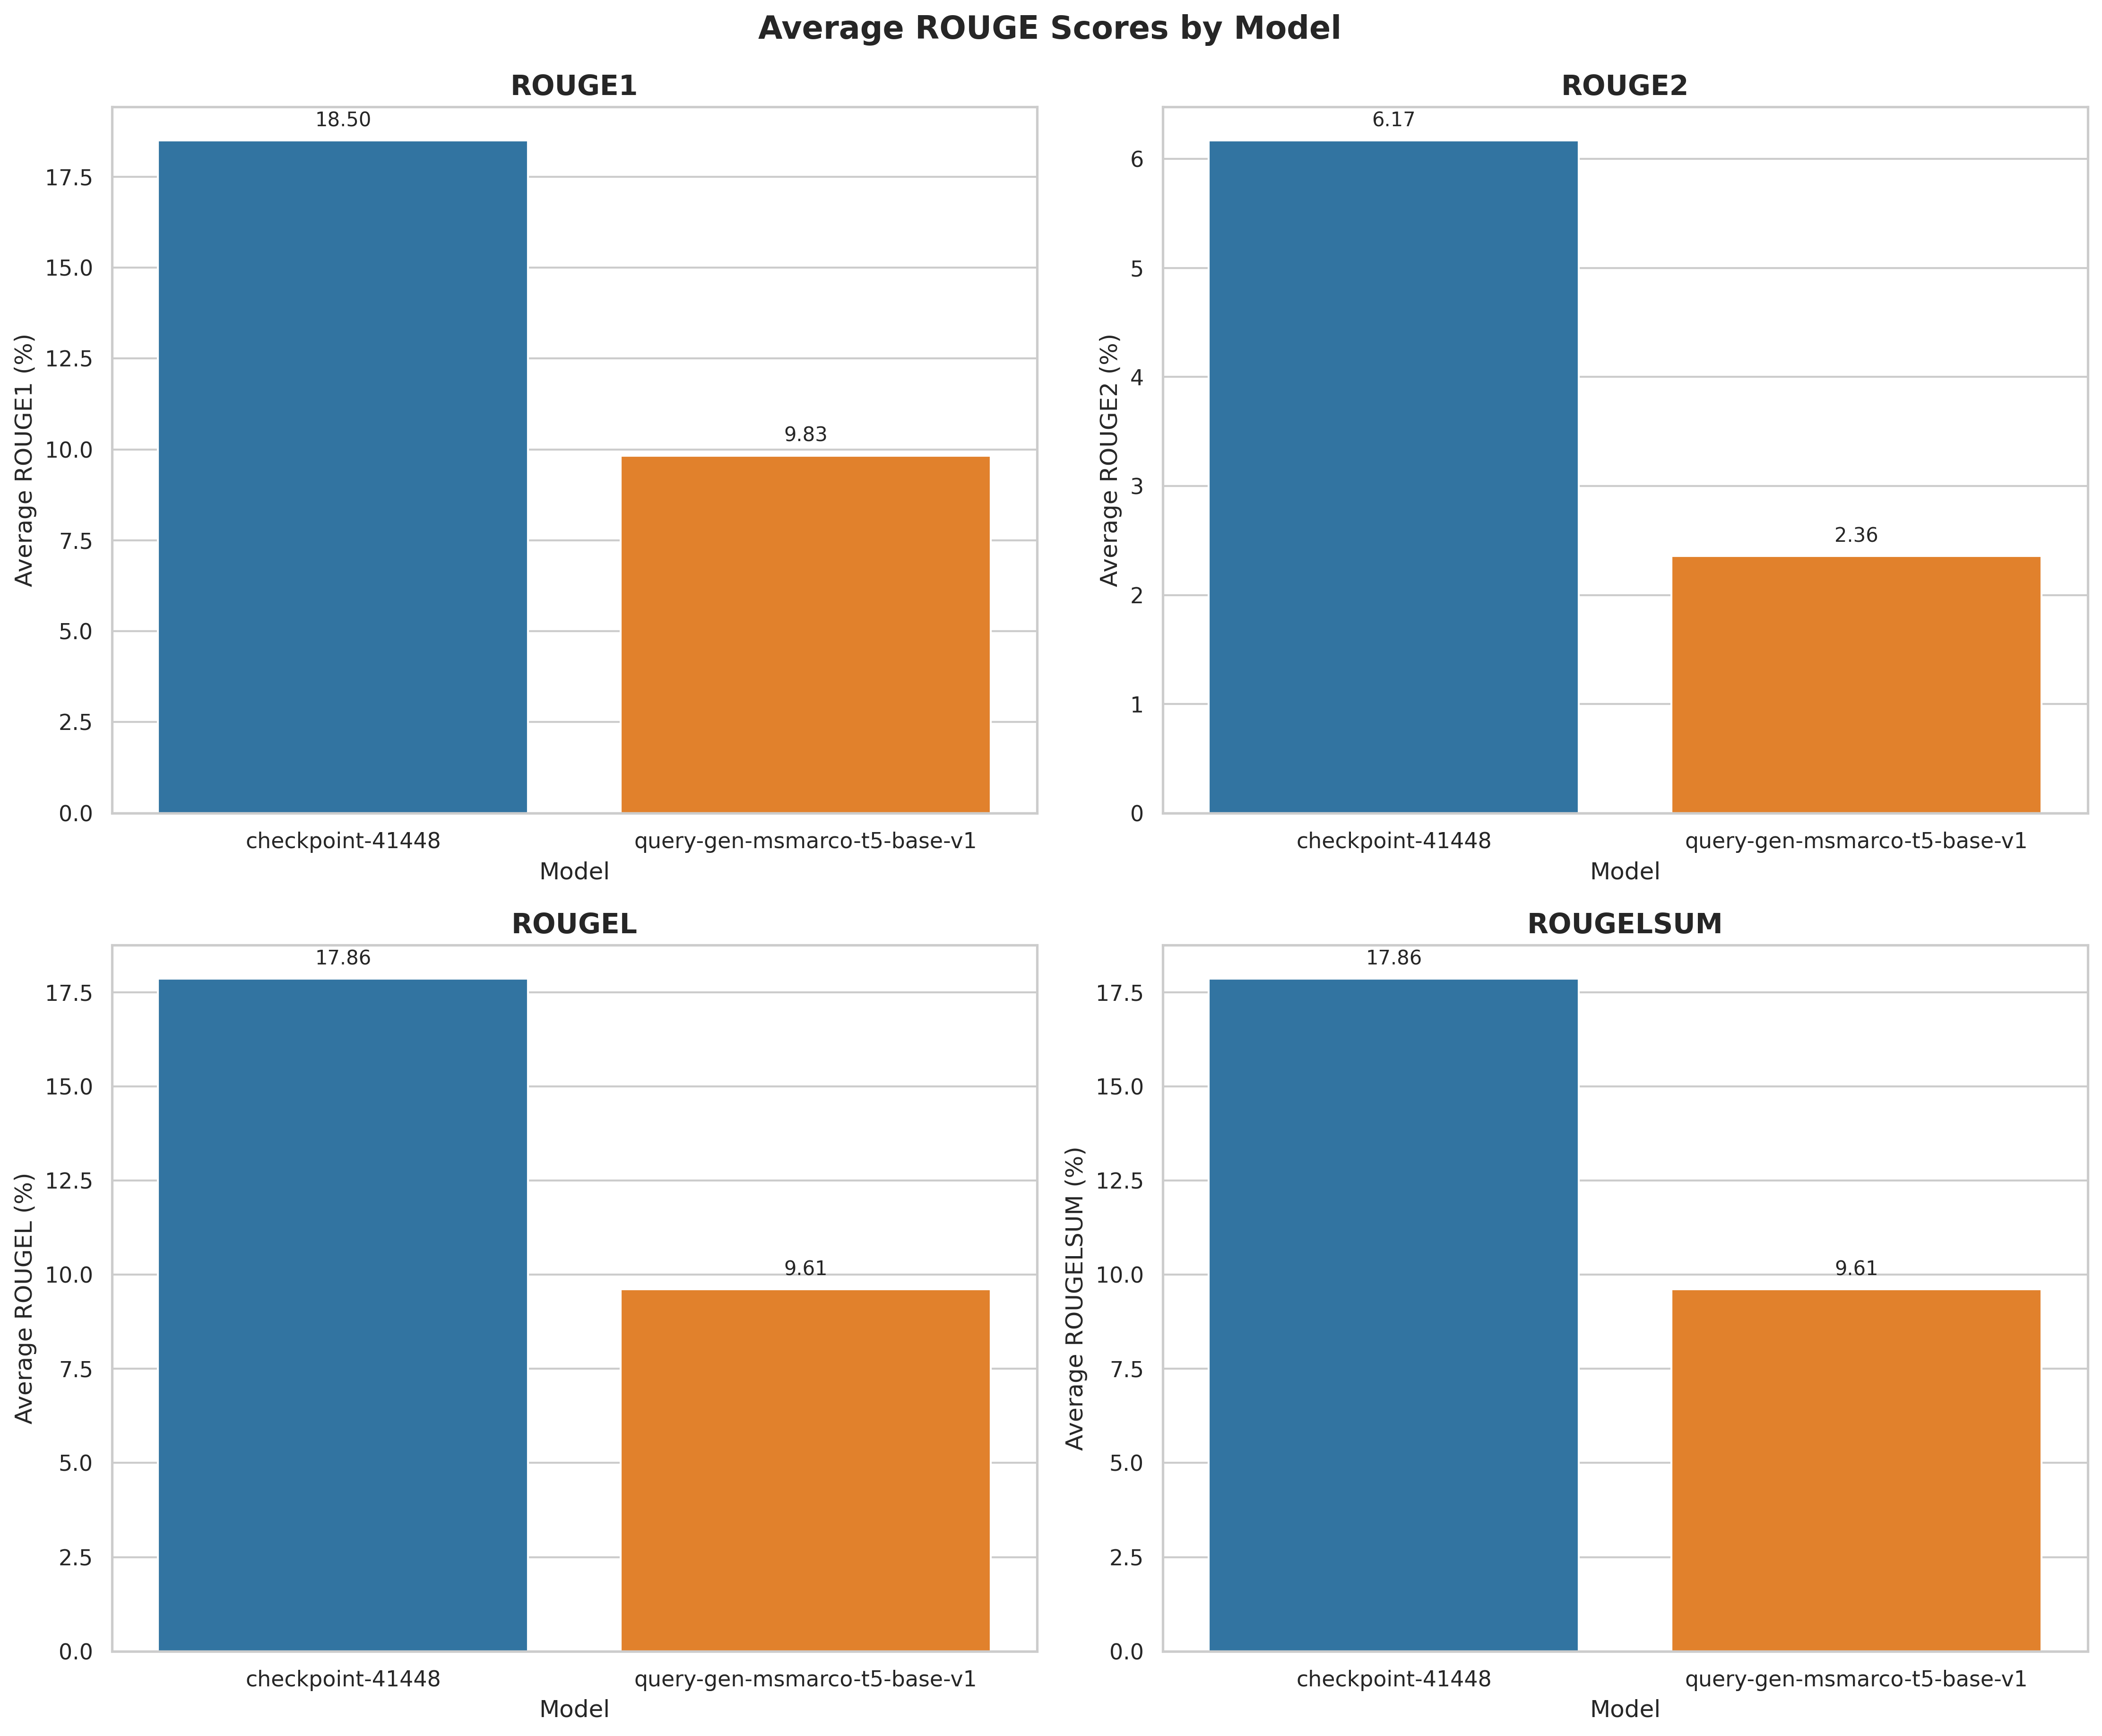 Average ROUGE Scores by Model
ROUGE1
Average ROUGE1 (%)
17.5
15.0
12.5
10.0
7.5
5.0
2.5
0.0
18.50
9.83
checkpoint-41448
query-gen-msmarco-t5-base-v1
Model
ROUGE2
Average ROUGE2 (%)
6
5
4
3
2
1
0
6.17
2.36
checkpoint-41448
query-gen-msmarco-t5-base-v1
Model
ROUGEL
Average ROUGEL (%)
17.5
15.0
12.5
10.0
7.5
5.0
2.5
0.0
17.86
9.61
checkpoint-41448
query-gen-msmarco-t5-base-v1
Model
ROUGELSUM
Average ROUGELSUM (%)
17.5
15.0
12.5
10.0
7.5
5.0
2.5
0.0
17.86
9.61
checkpoint-41448
query-gen-msmarco-t5-base-v1
Model